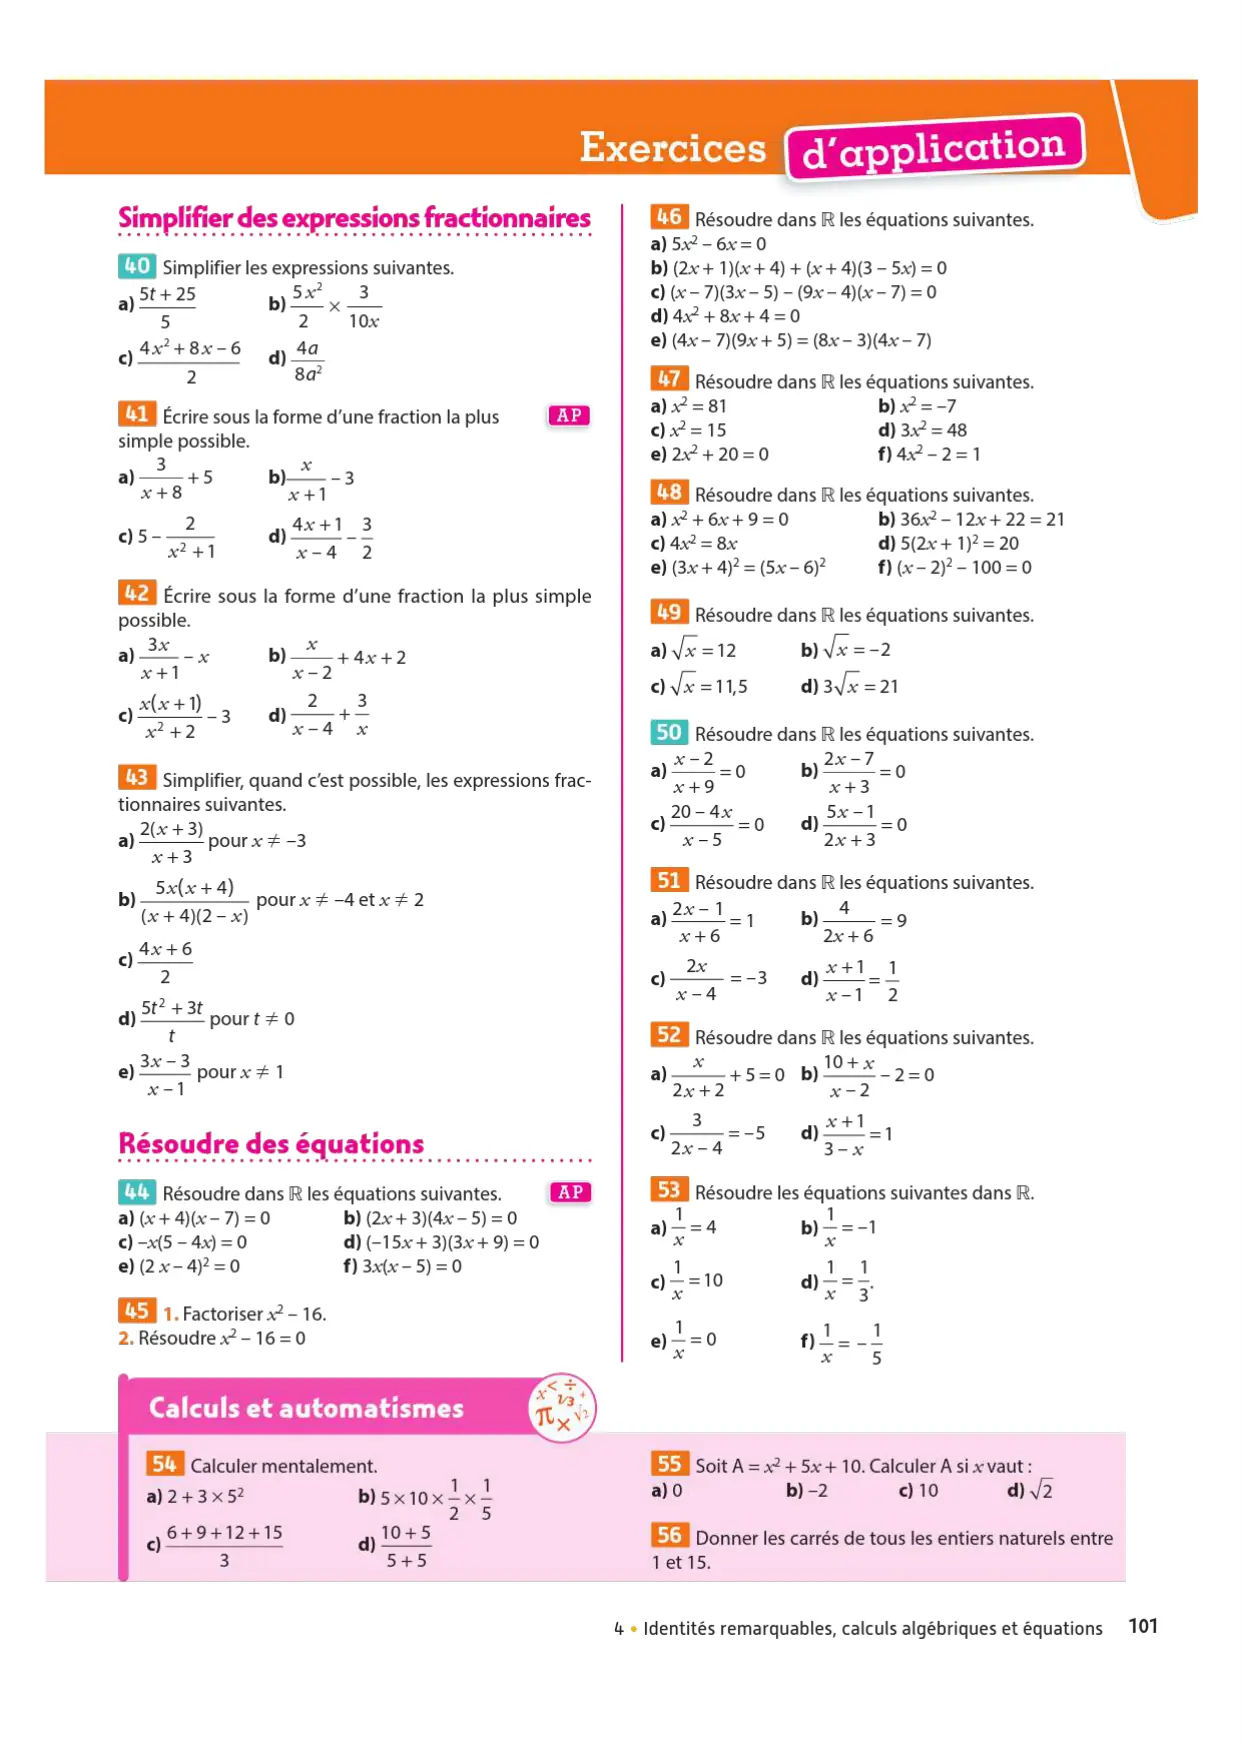 Exercices d'application
Simplifier des expressions fractionnaires
40 Simplifier les expressions suivantes.
a) (5t + 25)/5 b) 5x²/2 × 3/10x
c) (4x² + 8x – 6)/2 d) 4a/8a²
41 Écrire sous la forme d'une fraction la plus AP
simple possible.
a) 3/(x + 8) + 5 b) x/(x + 1) – 3
c) 5 – 2/(x² + 1) d) (4x + 1)/(x – 4) – 3/2
42 Écrire sous la forme d'une fraction la plus simple
possible.
a) 3x/(x + 1) – x b) x/(x – 2) + 4x + 2
c) x(x + 1)/(x² + 2) – 3 d) 2/(x – 4) + 3/x
43 Simplifier, quand c'est possible, les expressions frac-
tionnaires suivantes.
a) 2(x + 3)/(x + 3) pour x ≠ –3
b) 5x(x + 4)/((x + 4)(2 – x)) pour x ≠ –4 et x ≠ 2
c) (4x + 6)/2
d) (5t² + 3t)/t pour t ≠ 0
e) (3x – 3)/(x – 1) pour x ≠ 1
Résoudre des équations
44 Résoudre dans ℝ les équations suivantes. AP
a) (x + 4)(x – 7) = 0 b) (2x + 3)(4x – 5) = 0
c) –x(5 – 4x) = 0 d) (–15x + 3)(3x + 9) = 0
e) (2 x – 4)² = 0 f) 3x(x – 5) = 0
45 1. Factoriser x² – 16.
2. Résoudre x² – 16 = 0
46 Résoudre dans ℝ les équations suivantes.
a) 5x² – 6x = 0
b) (2x + 1)(x + 4) + (x + 4)(3 – 5x) = 0
c) (x – 7)(3x – 5) – (9x – 4)(x – 7) = 0
d) 4x² + 8x + 4 = 0
e) (4x – 7)(9x + 5) = (8x – 3)(4x – 7)
47 Résoudre dans ℝ les équations suivantes.
a) x² = 81 b) x² = –7
c) x² = 15 d) 3x² = 48
e) 2x² + 20 = 0 f) 4x² – 2 = 1
48 Résoudre dans ℝ les équations suivantes.
a) x² + 6x + 9 = 0 b) 36x² – 12x + 22 = 21
c) 4x² = 8x d) 5(2x + 1)² = 20
e) (3x + 4)² = (5x – 6)² f) (x – 2)² – 100 = 0
49 Résoudre dans ℝ les équations suivantes.
a) √x = 12 b) √x = –2
c) √x = 11,5 d) 3√x = 21
50 Résoudre dans ℝ les équations suivantes.
a) (x – 2)/(x + 9) = 0 b) (2x – 7)/(x + 3) = 0
c) (20 – 4x)/(x – 5) = 0 d) (5x – 1)/(2x + 3) = 0
51 Résoudre dans ℝ les équations suivantes.
a) (2x – 1)/(x + 6) = 1 b) 4/(2x + 6) = 9
c) 2x/(x – 4) = –3 d) (x + 1)/(x – 1) = 1/2
52 Résoudre dans ℝ les équations suivantes.
a) x/(2x + 2) + 5 = 0 b) (10 + x)/(x – 2) – 2 = 0
c) 3/(2x – 4) = –5 d) (x + 1)/(3 – x) = 1
53 Résoudre les équations suivantes dans ℝ.
a) 1/x = 4 b) 1/x = –1
c) 1/x = 10 d) 1/x = 1/3.
e) 1/x = 0 f) 1/x = – 1/5
Calculs et automatismes
x < ÷ √3 + π × √2
54 Calculer mentalement.
a) 2 + 3 × 5² b) 5 × 10 × 1/2 × 1/5
c) (6 + 9 + 12 + 15)/3 d) (10 + 5)/(5 + 5)
55 Soit A = x² + 5x + 10. Calculer A si x vaut :
a) 0 b) –2 c) 10 d) √2
56 Donner les carrés de tous les entiers naturels entre
1 et 15.
4 • Identités remarquables, calculs algébriques et équations 101